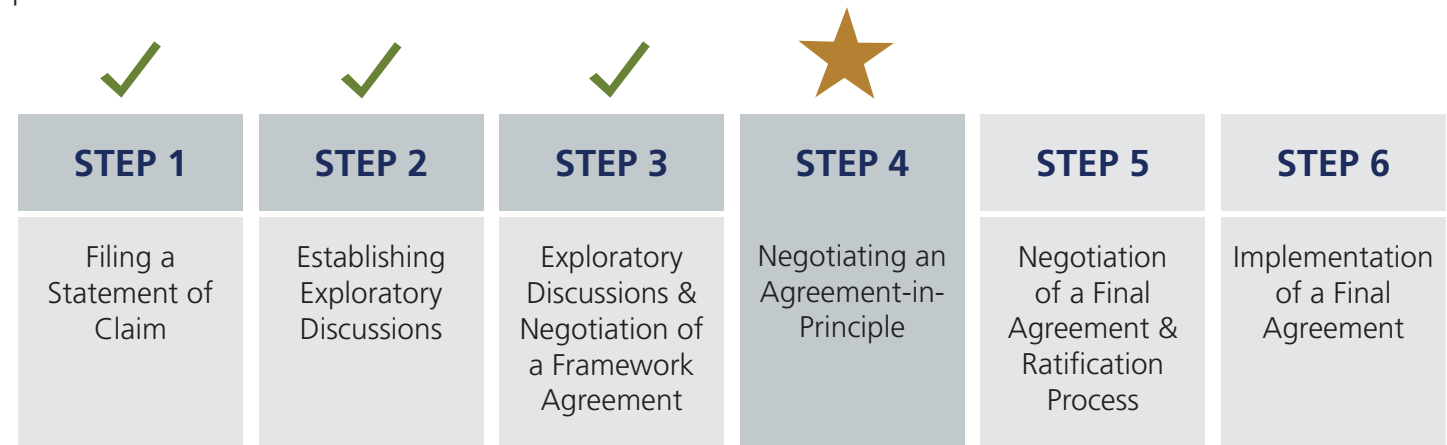 STEP 1
Filing a
Statement of
Claim
STEP 2
Establishing
Exploratory
Discussions
STEP 3
Exploratory
Discussions &
Negotiation of
a Framework
Agreement
STEP 4
Negotiating an
Agreement-in-
Principle
STEP 5
Negotiation
of a Final
Agreement &
Ratification
Process
STEP 6
Implementation
of a Final
Agreement